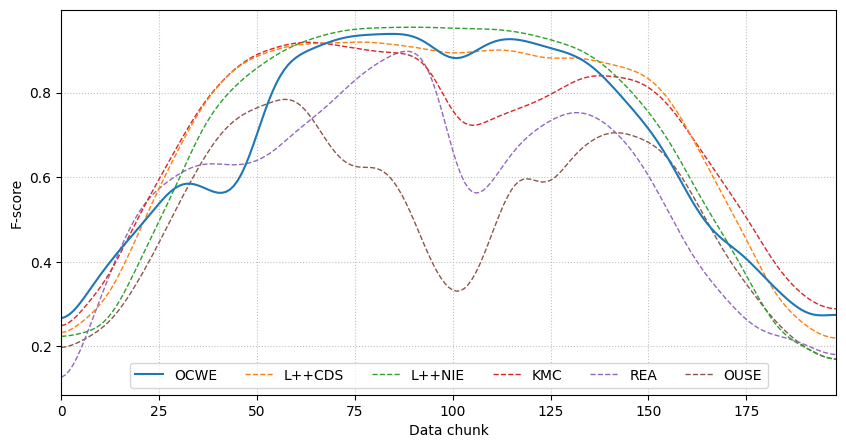 F-score
0.8
0.6
0.4
0.2
OCWE L++CDS L++NIE KMC REA OUSE
0 25 50 75 100 125 150 175
Data chunk